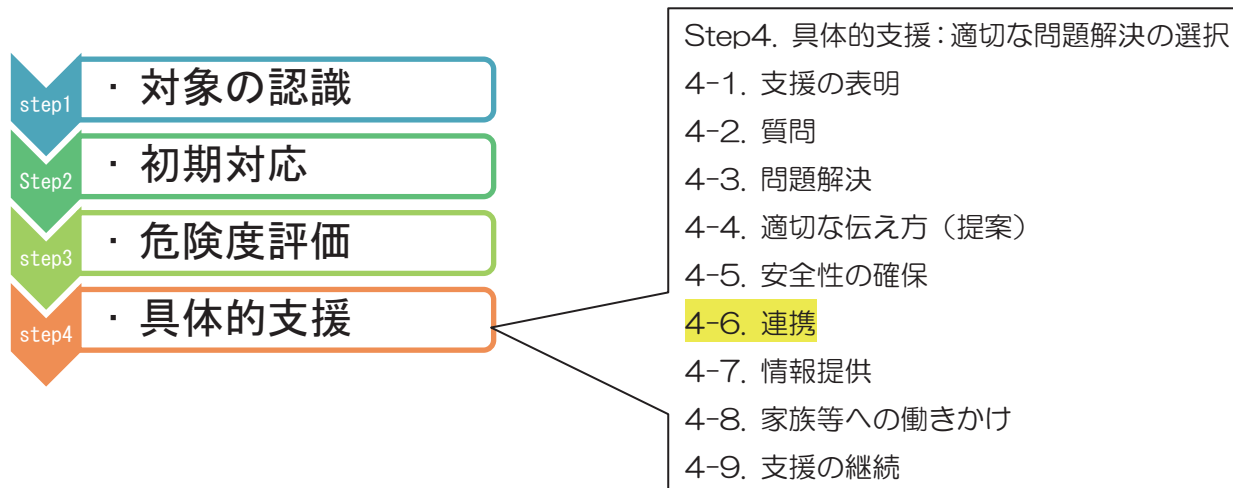 step1
・対象の認識
Step2
・初期対応
step3
・危険度評価
step4
・具体的支援
Step4. 具体的支援：適切な問題解決の選択
4-1. 支援の表明
4-2. 質問
4-3. 問題解決
4-4. 適切な伝え方（提案）
4-5. 安全性の確保
4-6. 連携
4-7. 情報提供
4-8. 家族等への働きかけ
4-9. 支援の継続